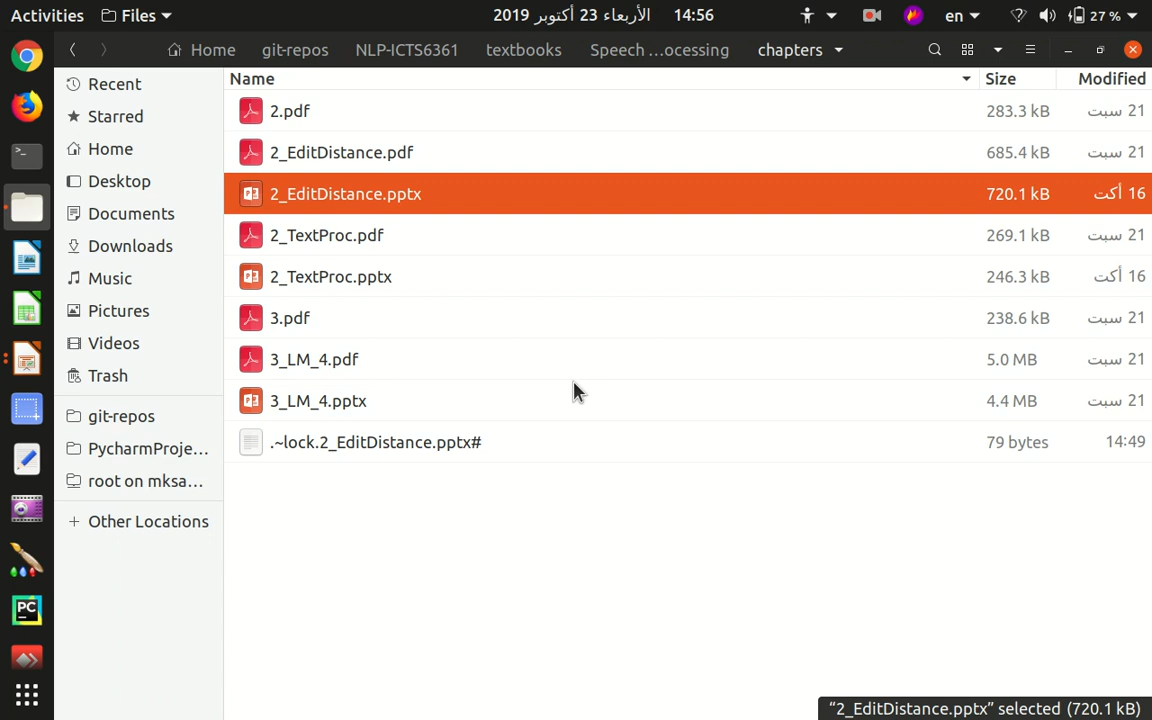 Activities Files الأربعاء 23 أكتوبر 2019 14:56 en 27 %
Home git-repos NLP-ICTS6361 textbooks Speech …ocessing chapters
Name Size Modified
Recent
Starred
Home
Desktop
Documents
Downloads
Music
Pictures
Videos
Trash
git-repos
PycharmProje…
root on mksa…
+ Other Locations
2.pdf 283.3 kB 21 سبت
2_EditDistance.pdf 685.4 kB 21 سبت
2_EditDistance.pptx 720.1 kB 16 أكت
2_TextProc.pdf 269.1 kB 21 سبت
2_TextProc.pptx 246.3 kB 16 أكت
3.pdf 238.6 kB 21 سبت
3_LM_4.pdf 5.0 MB 21 سبت
3_LM_4.pptx 4.4 MB 21 سبت
.~lock.2_EditDistance.pptx# 79 bytes 14:49
PC
“2_EditDistance.pptx” selected (720.1 kB)